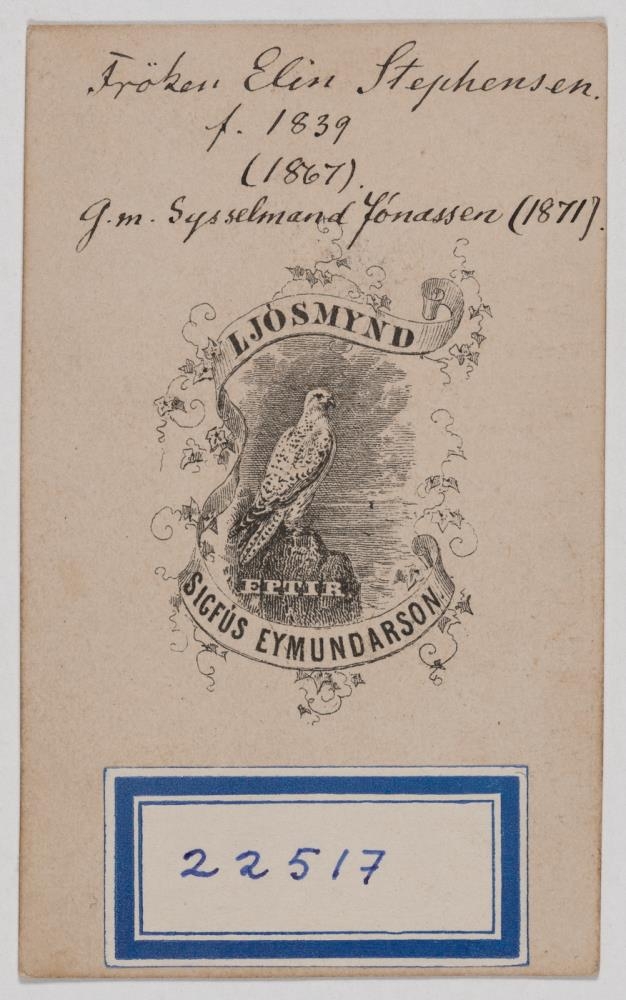 Fröken Elin Stephensen.
f. 1839
(1867).
G.m. Sysselmand Jónassen (1871).
LJÓSMYND
EPTIR
SIGFÚS EYMUNDARSON.
22517